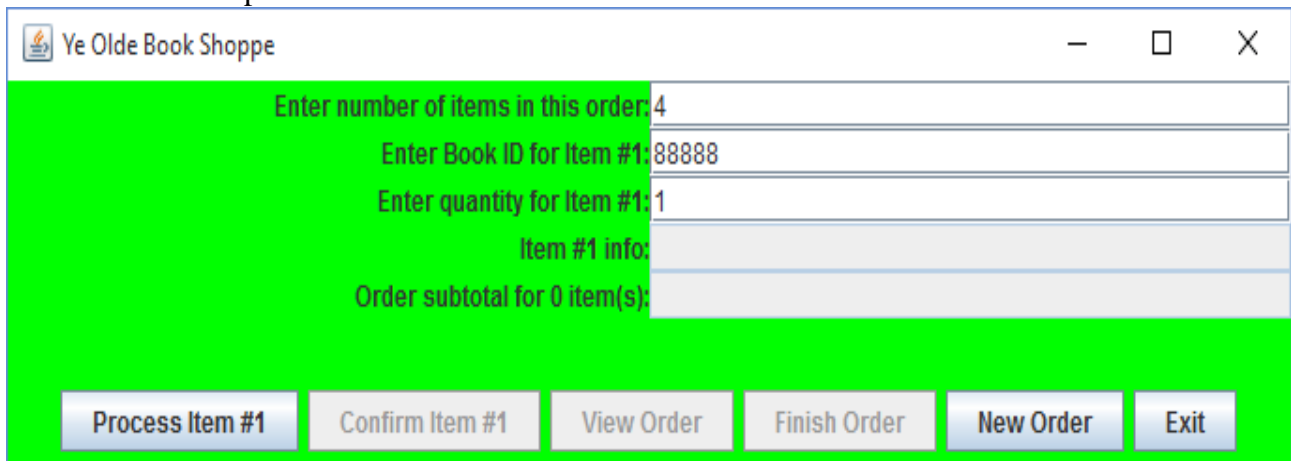 Ye Olde Book Shoppe
Enter number of items in this order: 4
Enter Book ID for Item #1: 88888
Enter quantity for Item #1: 1
Item #1 info:
Order subtotal for 0 item(s):
Process Item #1 Confirm Item #1 View Order Finish Order New Order Exit